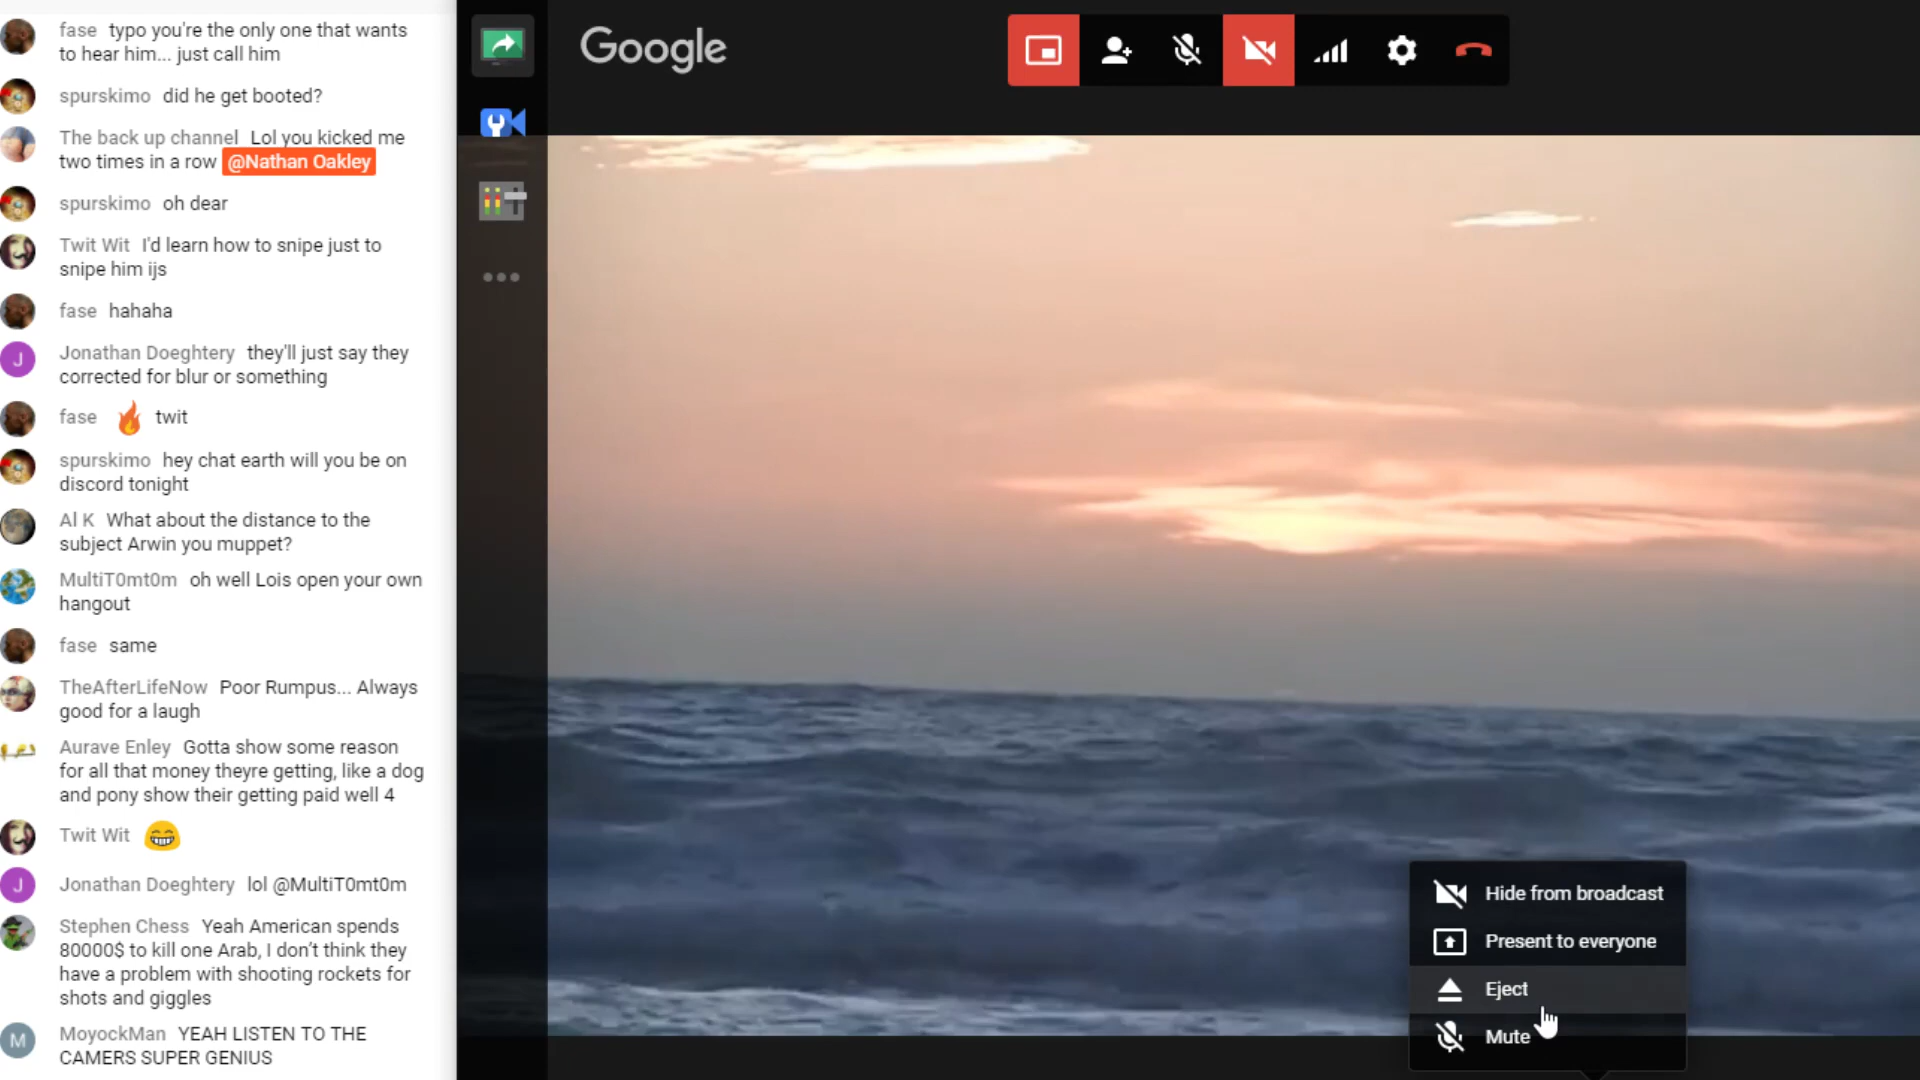 fase typo you're the only one that wants
to hear him... just call him
spurskimo did he get booted?
The back up channel Lol you kicked me
two times in a row @Nathan Oakley
spurskimo oh dear
Twit Wit I'd learn how to snipe just to
snipe him ijs
fase hahaha
J
Jonathan Doeghtery they'll just say they
corrected for blur or something
fase 🔥 twit
spurskimo hey chat earth will you be on
discord tonight
Al K What about the distance to the
subject Arwin you muppet?
MultiT0mt0m oh well Lois open your own
hangout
fase same
TheAfterLifeNow Poor Rumpus... Always
good for a laugh
Aurave Enley Gotta show some reason
for all that money theyre getting, like a dog
and pony show their getting paid well 4
Twit Wit 😁
J
Jonathan Doeghtery lol @MultiT0mt0m
Stephen Chess Yeah American spends
80000$ to kill one Arab, I don't think they
have a problem with shooting rockets for
shots and giggles
M
MoyockMan YEAH LISTEN TO THE
CAMERS SUPER GENIUS
Google
Hide from broadcast
Present to everyone
Eject
Mute